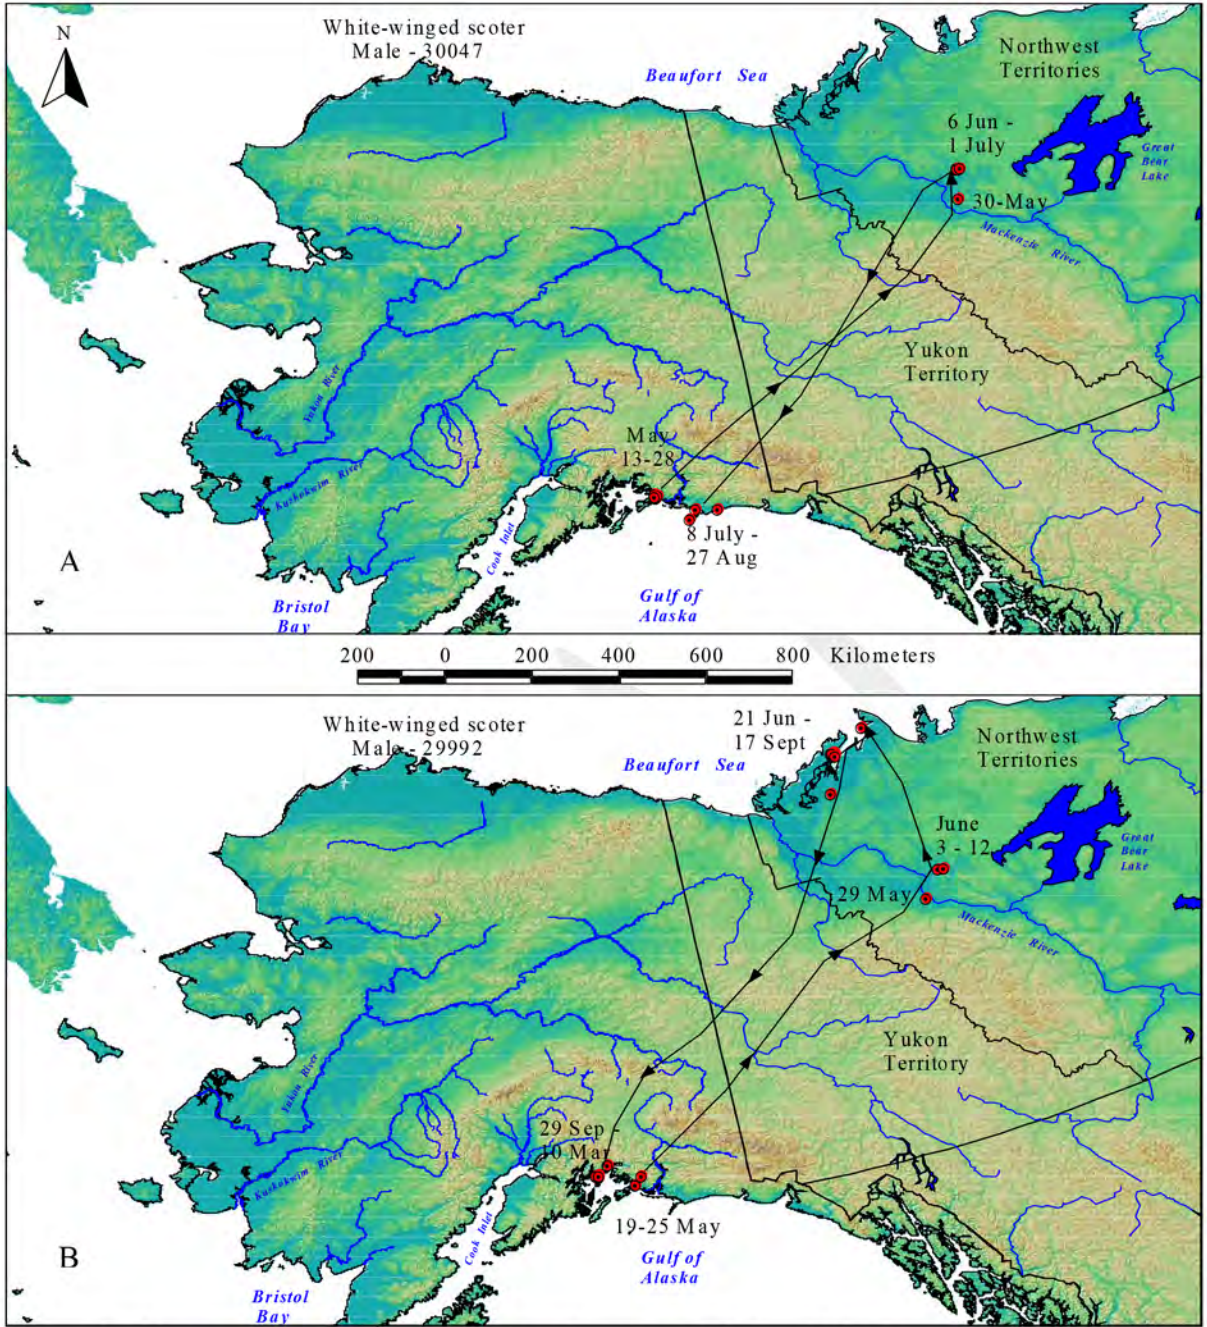 White-winged scoter
Male - 30047
N
Beaufort Sea
Northwest
Territories
6 Jun -
1 July
Great
Bear
Lake
30-May
Mackenzie River
Yukon
Territory
Yukon River
May
13-28
Kuskokwim River
8 July -
27 Aug
Cook Inlet
A
Bristol
Bay
Gulf of
Alaska
200 0 200 400 600 800 Kilometers
White-winged scoter
Male - 29992
21 Jun -
17 Sept
Beaufort Sea
Northwest
Territories
June
3 - 12
Great
Bear
Lake
29 May
Mackenzie River
Yukon
Territory
Yukon River
29 Sep -
10 Mar
Kuskokwim River
19-25 May
Cook Inlet
B
Gulf of
Alaska
Bristol
Bay